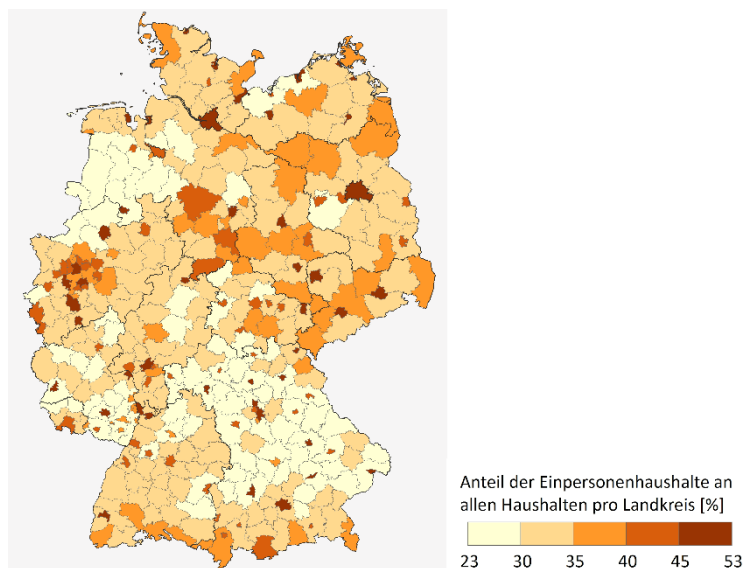 Anteil der Einpersonenhaushalte an
allen Haushalten pro Landkreis [%]
23 30 35 40 45 53